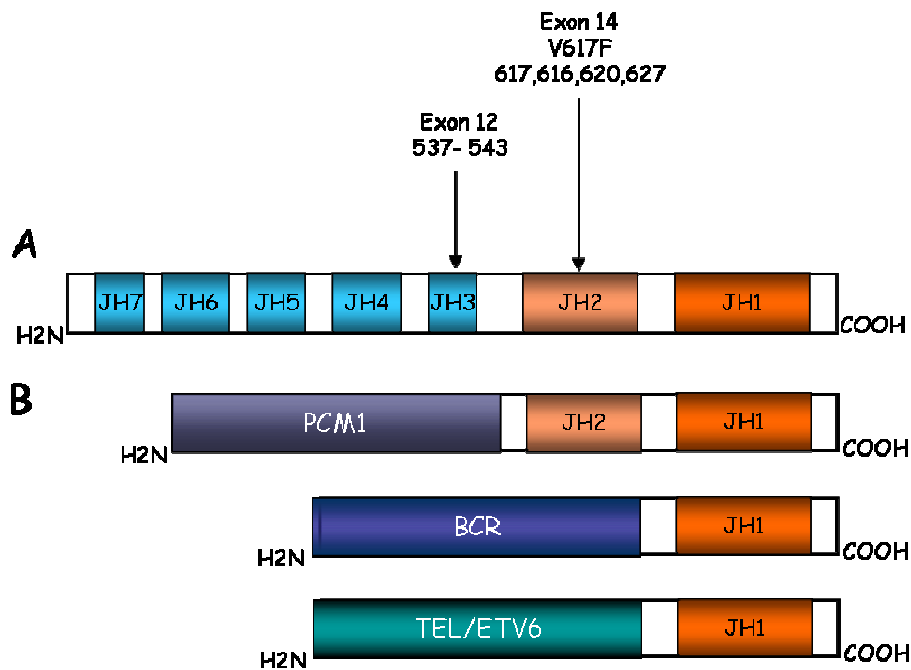 Exon 14
V617F
617,616,620,627
Exon 12
537- 543
A
JH7 JH6 JH5 JH4 JH3 JH2 JH1
H2N COOH
B
PCM1 JH2 JH1
H2N COOH
BCR JH1
H2N COOH
TEL/ETV6 JH1
H2N COOH